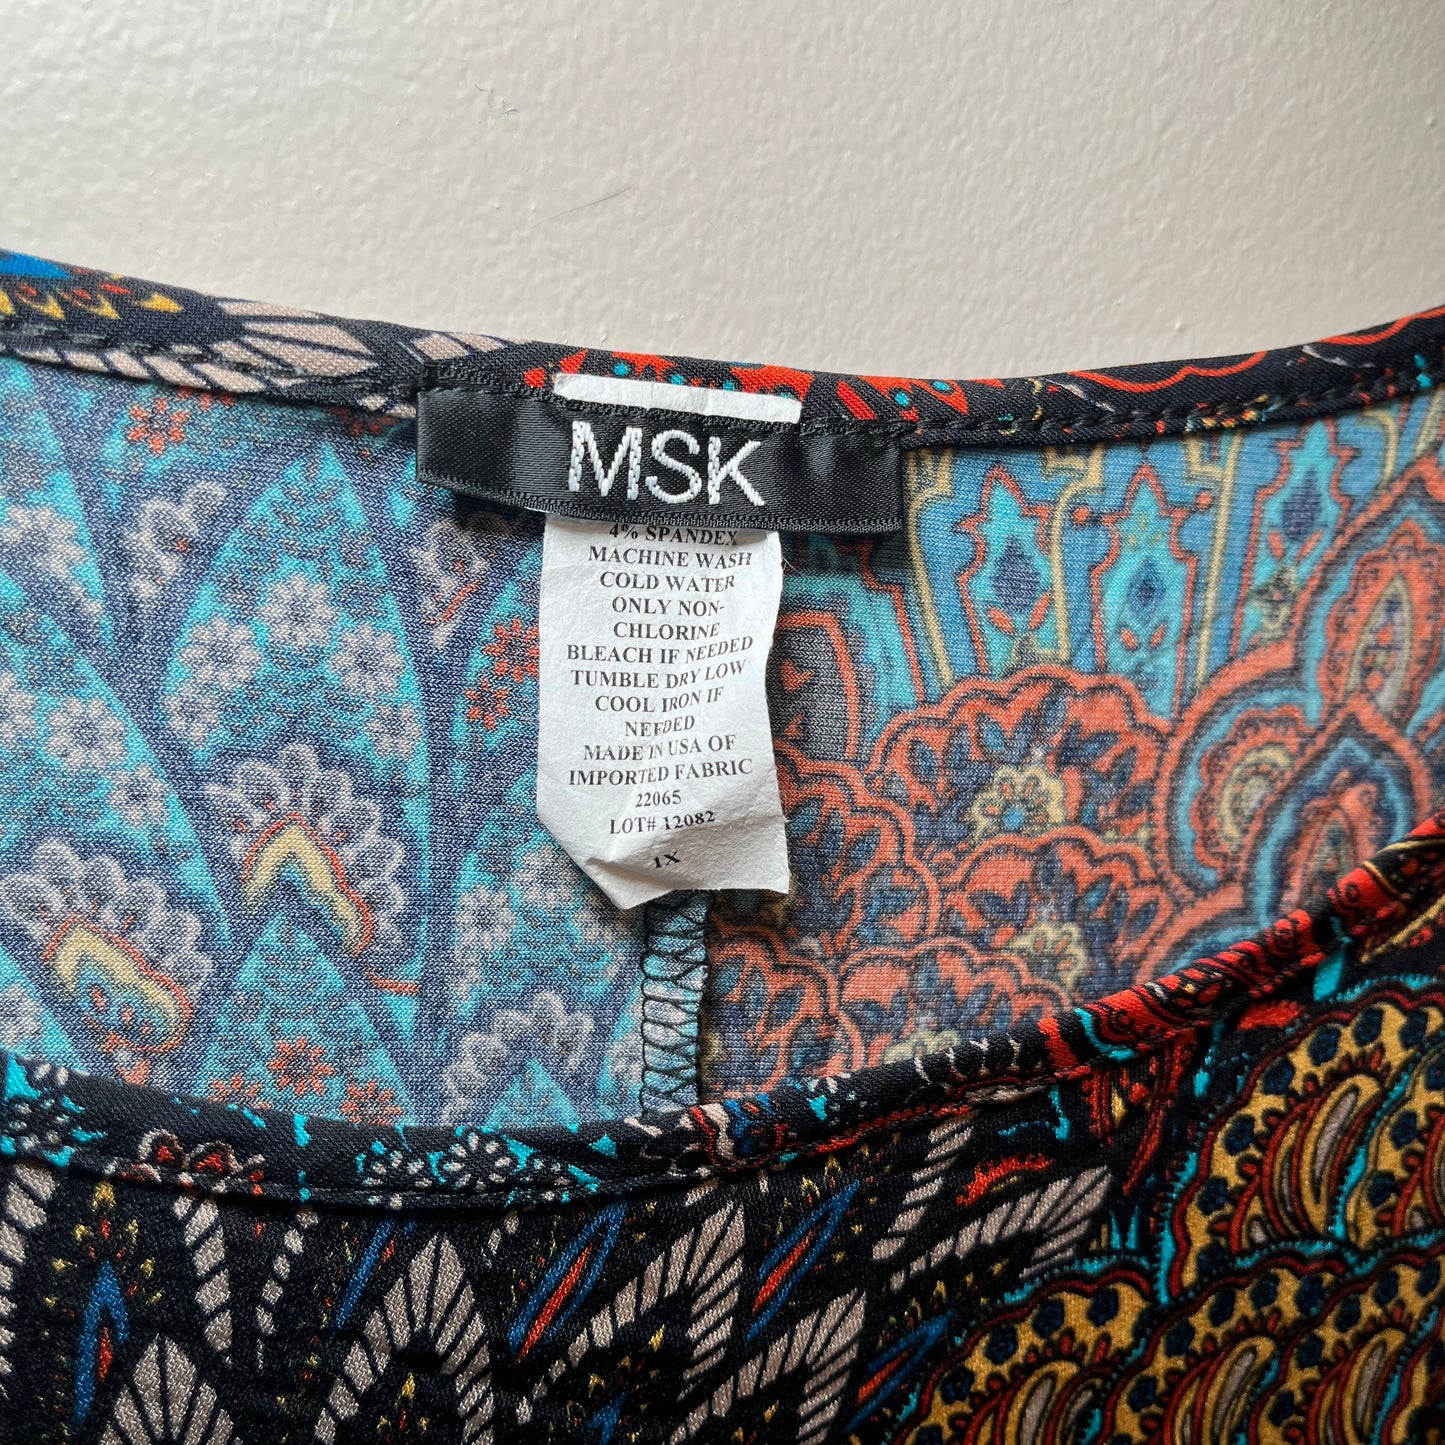 MSK
4% SPANDEX
MACHINE WASH
COLD WATER
ONLY NON-
CHLORINE
BLEACH IF NEEDED
TUMBLE DRY LOW
COOL IRON IF
NEEDED
MADE IN USA OF
IMPORTED FABRIC
22065
LOT# 12082
1X